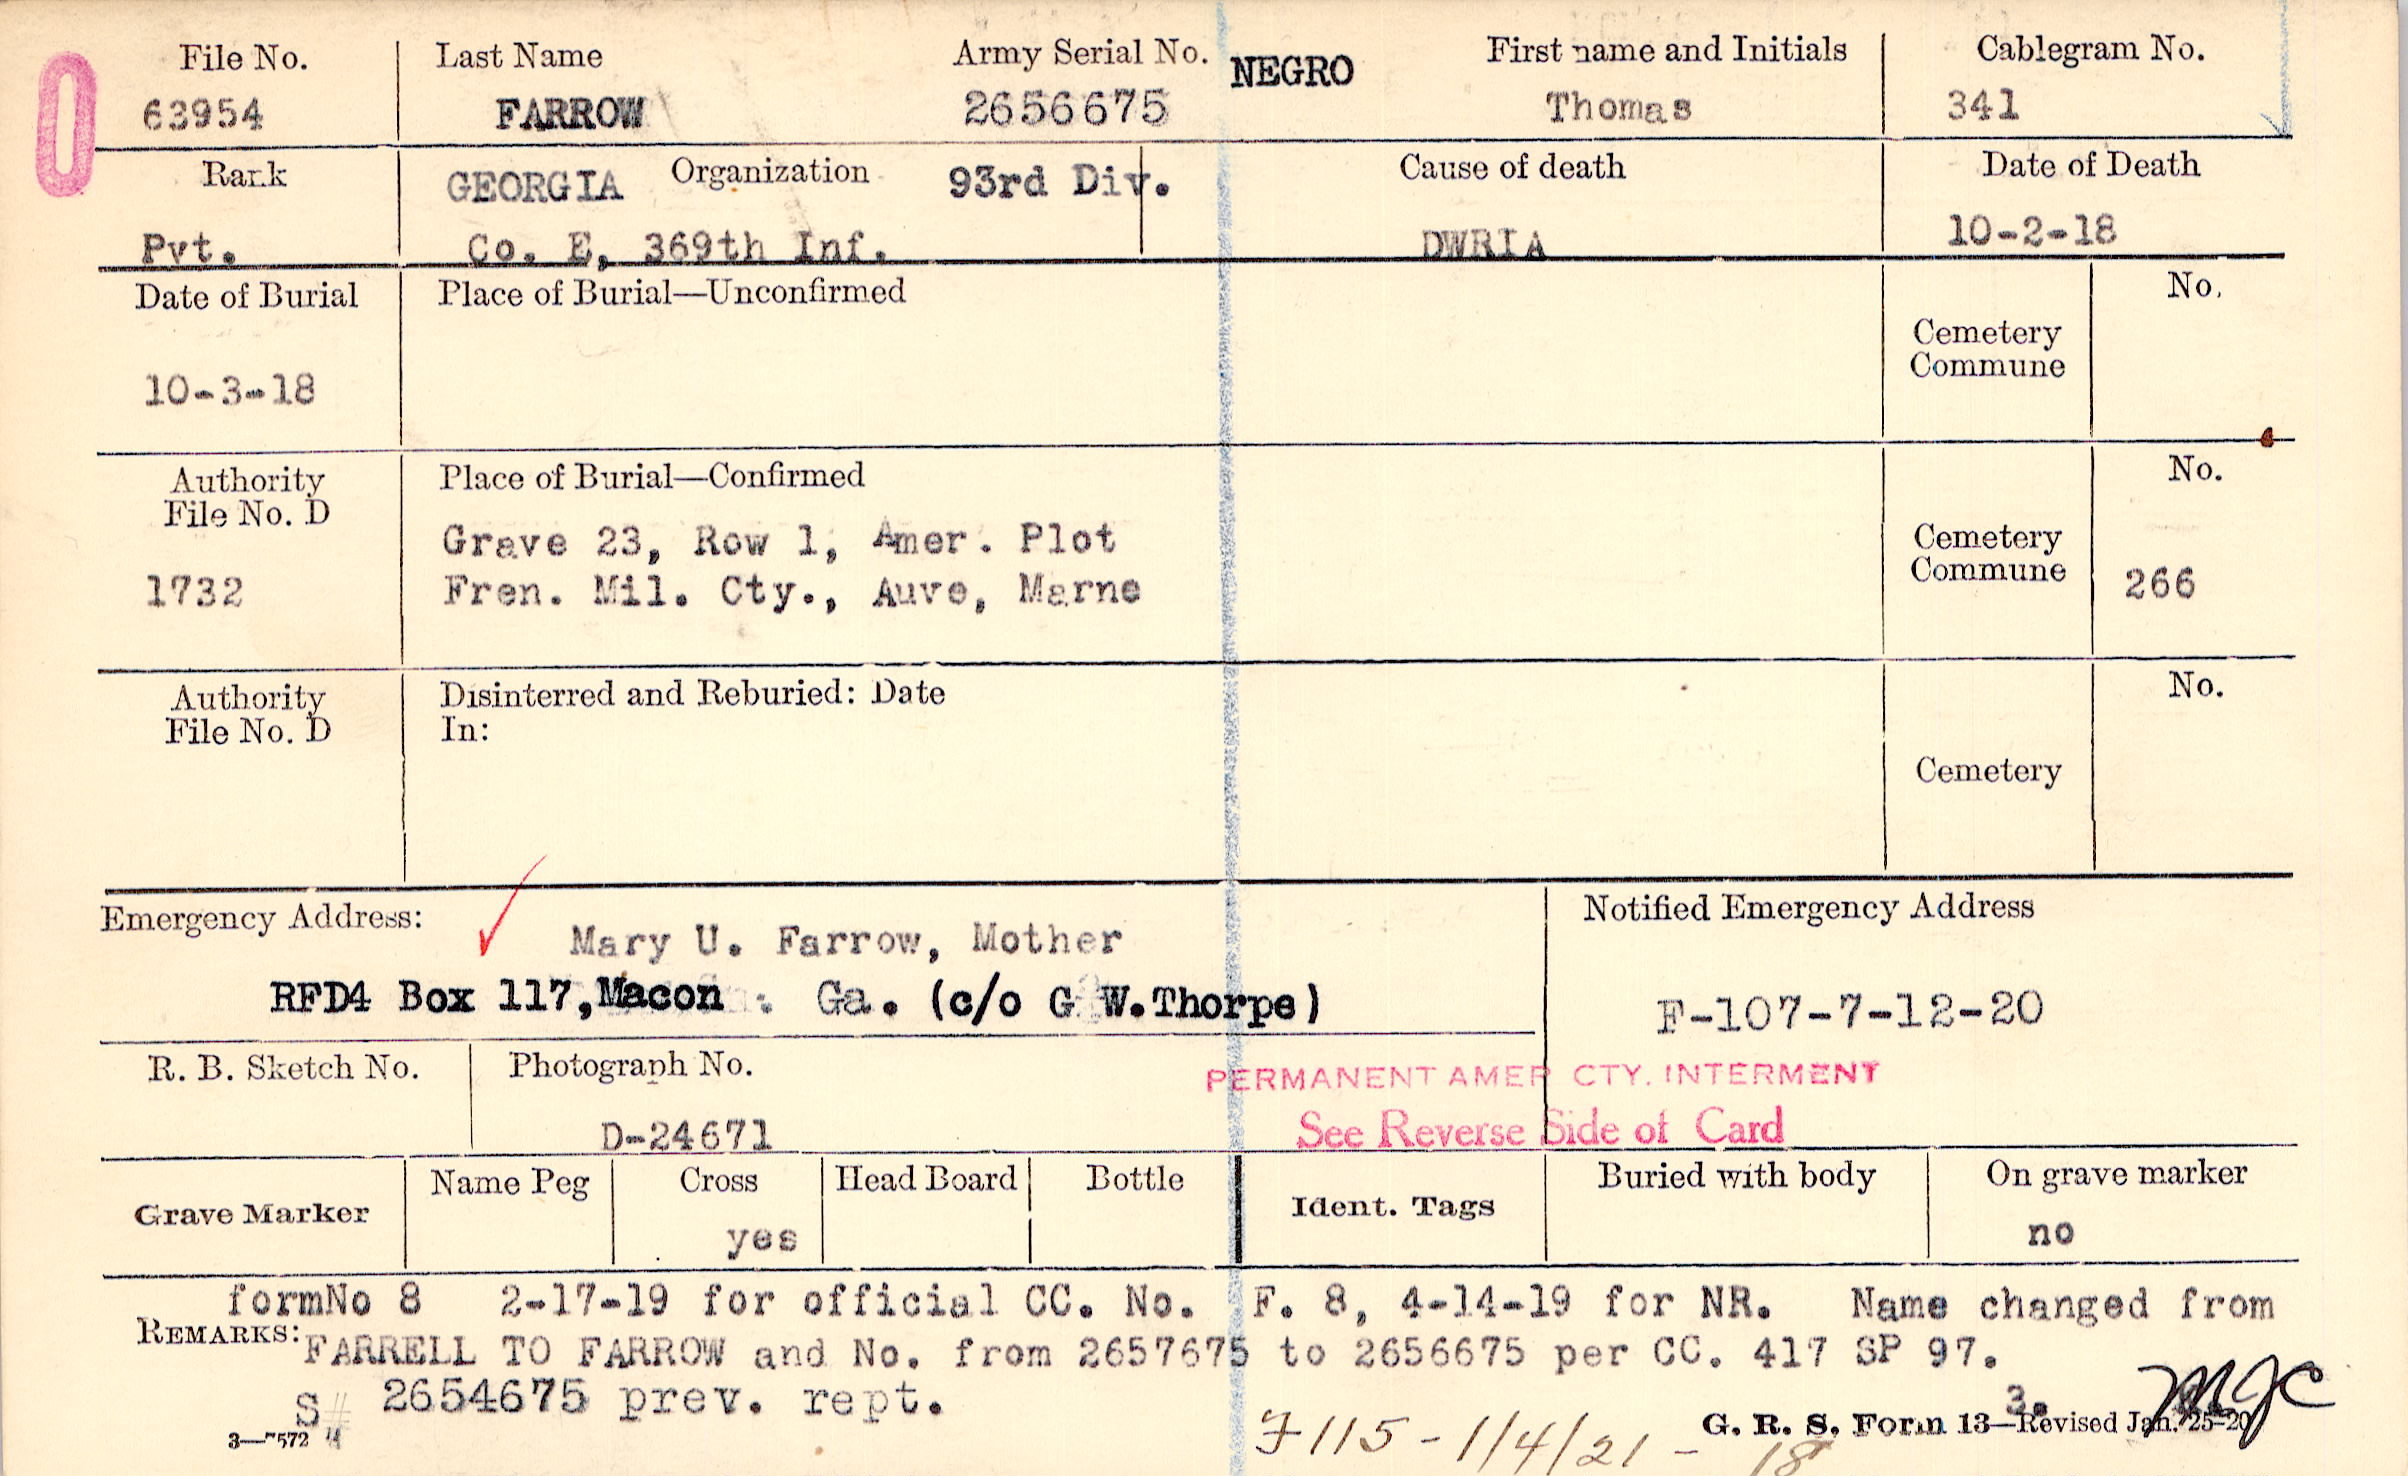 File No. Last Name Army Serial No. NEGRO First name and Initials Cablegram No.
63954 FARROW 2656675 Thomas 341
Rank GEORGIA Organization 93rd Div. Cause of death Date of Death
Pvt. Co. E, 369th Inf. DWRIA 10-2-18
Date of Burial Place of Burial—Unconfirmed No.
Cemetery
Commune
10-3-18
Authority Place of Burial—Confirmed No.
File No. D
Grave 23, Row 1, Amer. Plot Cemetery
1732 Fren. Mil. Cty., Auve, Marne Commune 266
Authority Disinterred and Reburied: Date No.
File No. D In:
Cemetery
Emergency Address: Notified Emergency Address
Mary U. Farrow, Mother
RFD4 Box 117, Macon Ga. (c/o G W.Thorpe) F-107-7-12-20
R. B. Sketch No. Photograph No. PERMANENT AMER CTY. INTERMENT
D-24671 See Reverse Side of Card
Grave Marker Name Peg Cross Head Board Bottle Ident. Tags Buried with body On grave marker
yes no
formNo 8 2-17-19 for official CC. No. F. 8, 4-14-19 for NR. Name changed from
REMARKS: FARRELL TO FARROW and No. from 2657675 to 2656675 per CC. 417 SP 97.
S# 2654675 prev. rept. 3. MJC
3—7572 F115-1/4/21- 18 G. R. S. Form 13—Revised Jan. 25-20